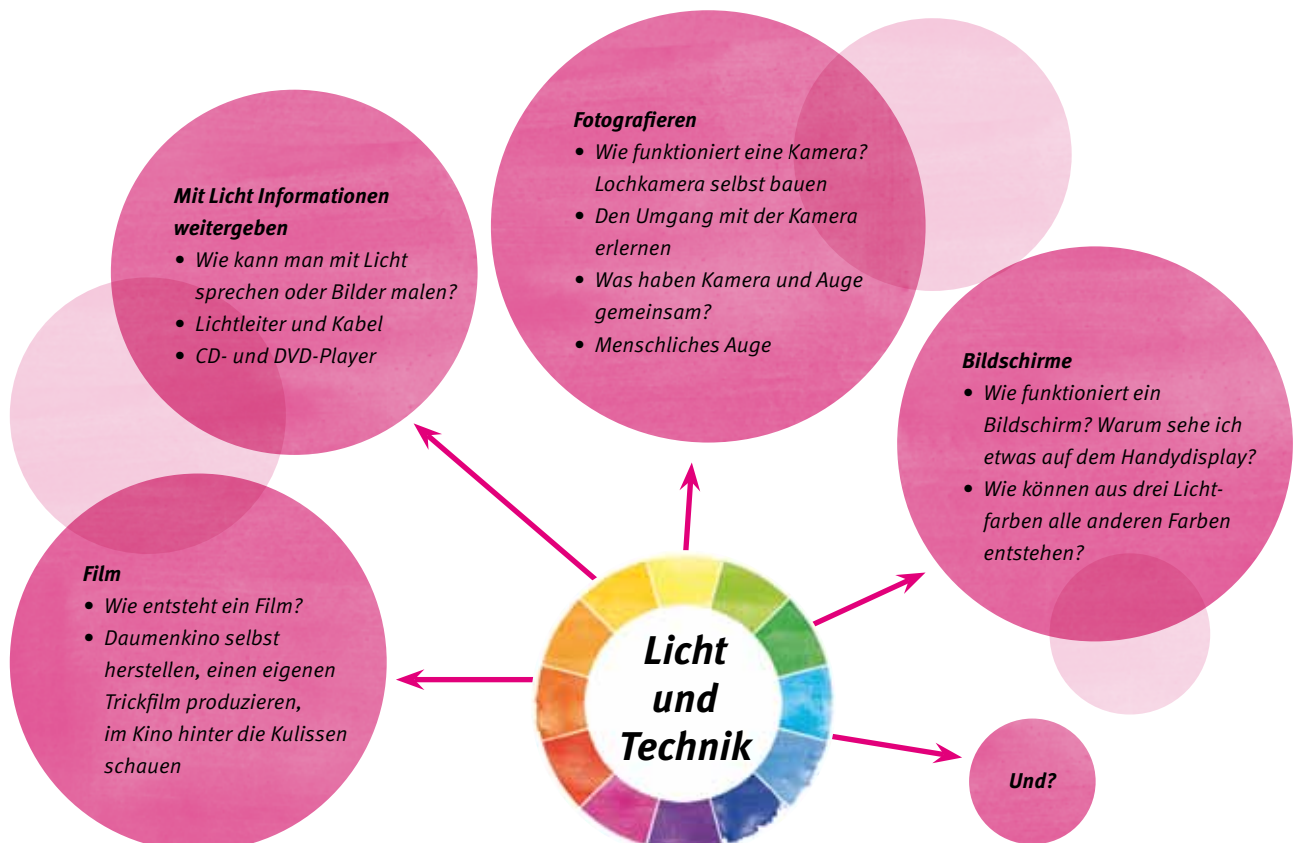 Fotografieren
• Wie funktioniert eine Kamera?
Lochkamera selbst bauen
• Den Umgang mit der Kamera
erlernen
• Was haben Kamera und Auge
gemeinsam?
• Menschliches Auge
Mit Licht Informationen
weitergeben
• Wie kann man mit Licht
sprechen oder Bilder malen?
• Lichtleiter und Kabel
• CD- und DVD-Player
Bildschirme
• Wie funktioniert ein
Bildschirm? Warum sehe ich
etwas auf dem Handydisplay?
• Wie können aus drei Licht-
farben alle anderen Farben
entstehen?
Film
• Wie entsteht ein Film?
• Daumenkino selbst
herstellen, einen eigenen
Trickfilm produzieren,
im Kino hinter die Kulissen
schauen
Licht
und
Technik
Und?